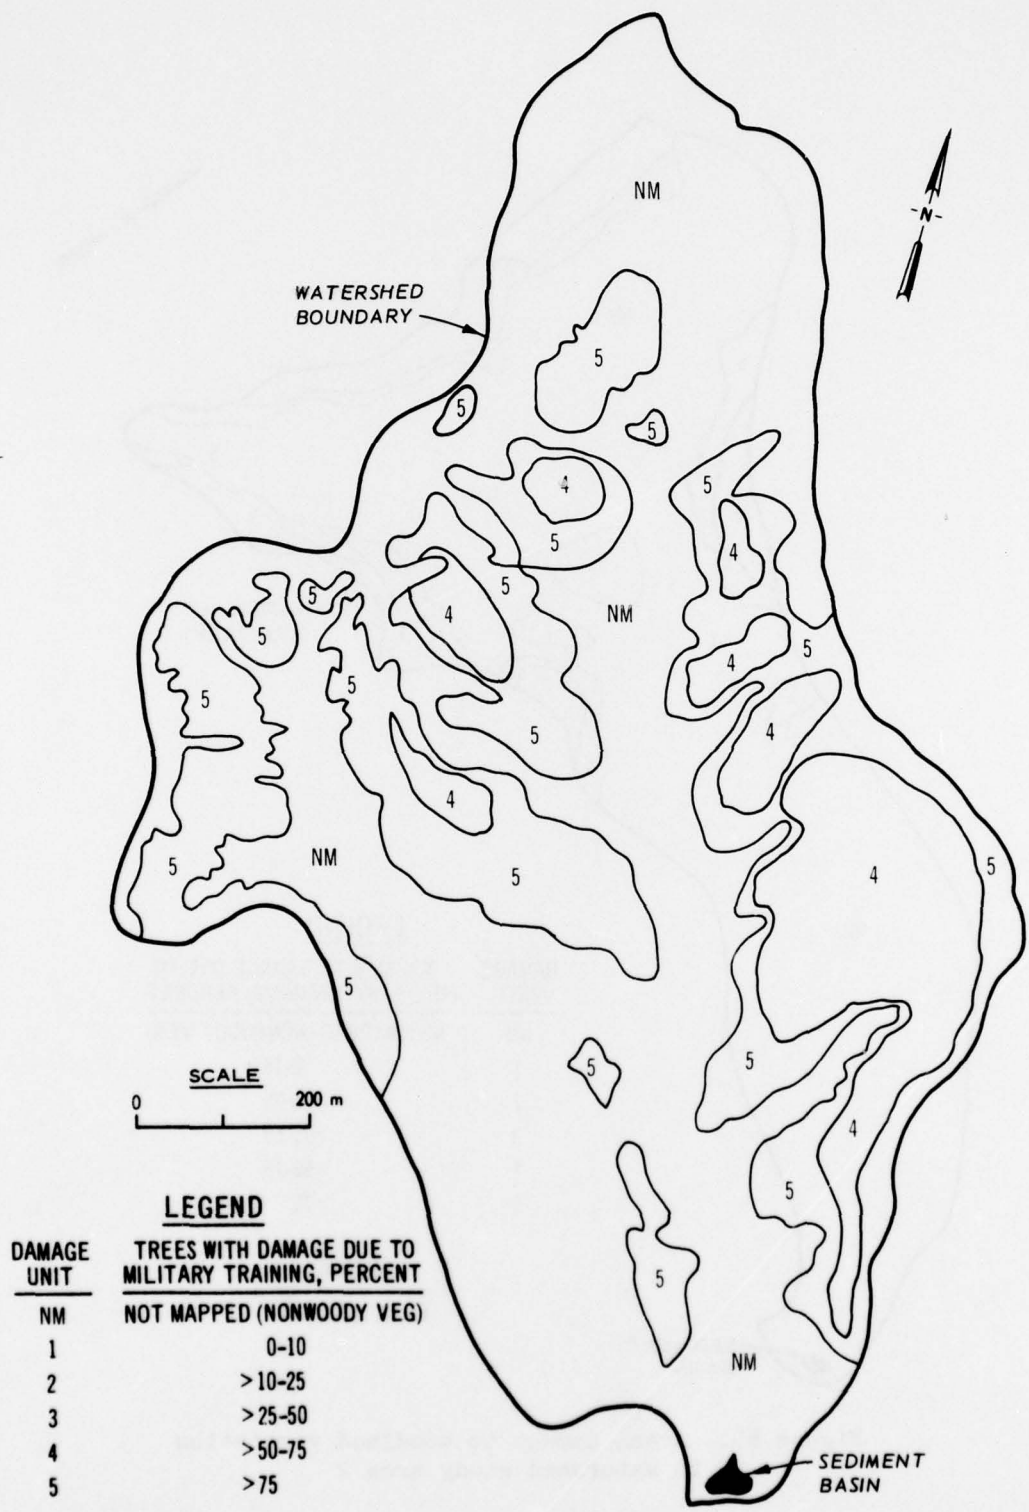 NM
-N-
WATERSHED
BOUNDARY
5
5
5
4
5
5
4
5
5
4
NM
5
4
5
5
5
4
5
4
5
4
5
NM
5
4
5
5
5
5
4
5
5
NM
SCALE
0 200 m
LEGEND
DAMAGE UNIT TREES WITH DAMAGE DUE TO MILITARY TRAINING, PERCENT
NM NOT MAPPED (NONWOODY VEG)
1 0-10
2 >10-25
3 >25-50
4 >50-75
5 >75
SEDIMENT
BASIN